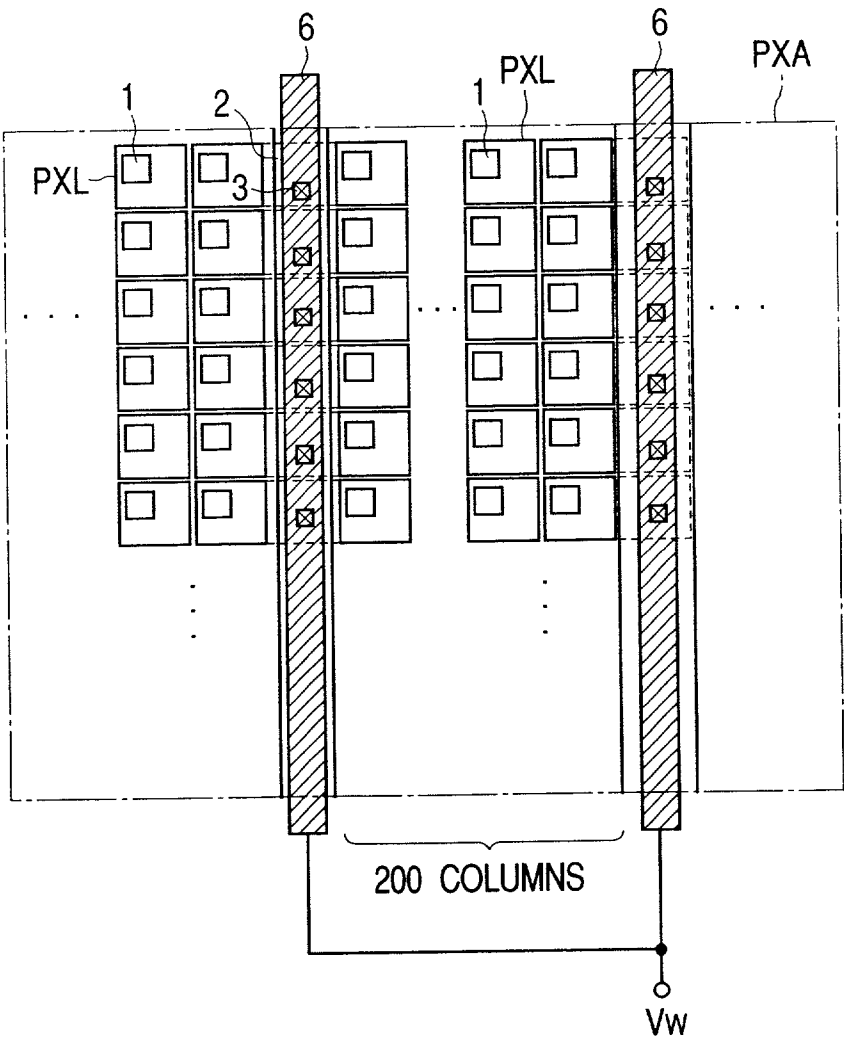 6
6
PXL
PXA
1
2
1
PXL
3
. . .
. . .
. . .
200 COLUMNS
Vw